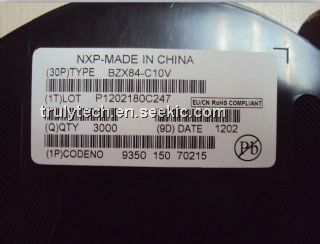 NXP-MADE IN CHINA
(30P)TYPE BZX84-C10V
(1T)LOT P1202180C247
EU/CN RoHS COMPLIANT
trulytech.en.seekic.com
(Q)QTY 3000 (9D) DATE 1202
Pb
(1P)CODENO 9350 150 70215